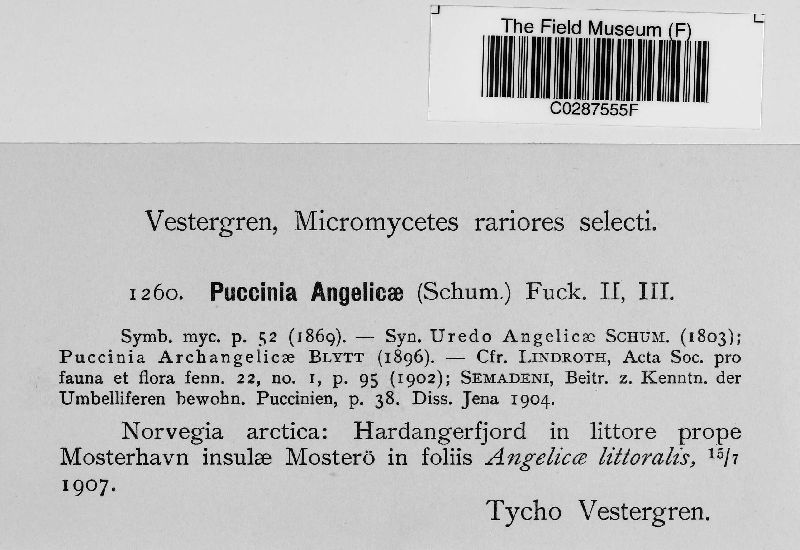 The Field Museum (F)
C0287555F
Vestergren, Micromycetes rariores selecti.
1260. Puccinia Angelicæ (Schum.) Fuck. II, III.
Symb. myc. p. 52 (1869). — Syn. Uredo Angelicæ SCHUM. (1803);
Puccinia Archangelicæ BLYTT (1896). — Cfr. LINDROTH, Acta Soc. pro
fauna et flora fenn. 22, no. 1, p. 95 (1902); SEMADENI, Beitr. z. Kenntn. der
Umbelliferen bewohn. Puccinien, p. 38. Diss. Jena 1904.
Norvegia arctica: Hardangerfjord in littore prope
Mosterhavn insulæ Mosterö in foliis Angelicæ littoralis, 15/7
1907.
Tycho Vestergren.